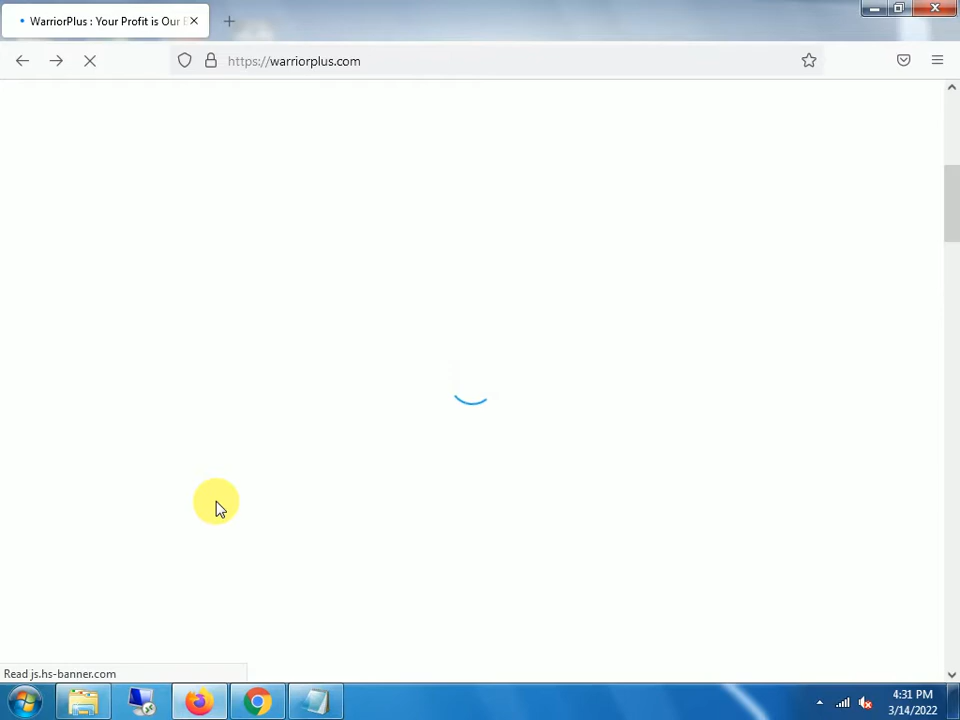 WarriorPlus : Your Profit is Our
https://warriorplus.com
Read js.hs-banner.com
4:31 PM
3/14/2022